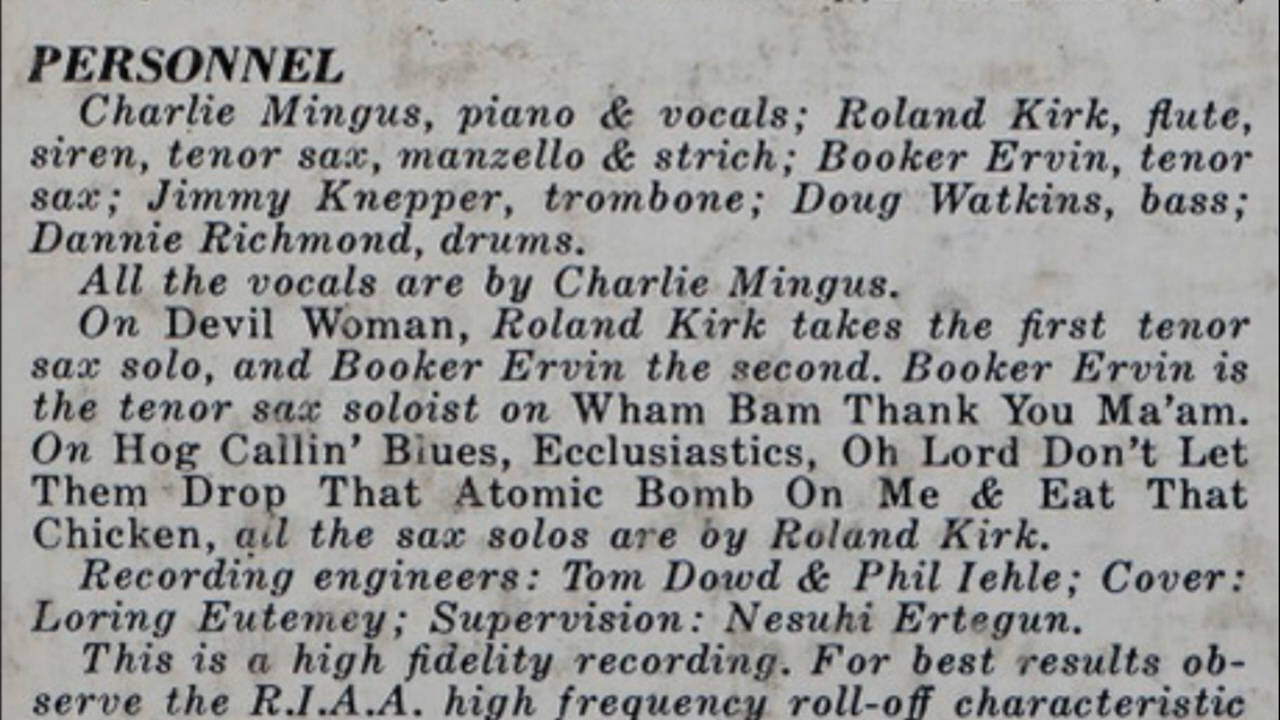 PERSONNEL
Charlie Mingus, piano & vocals; Roland Kirk, flute,
siren, tenor sax, manzello & strich; Booker Ervin, tenor
sax; Jimmy Knepper, trombone; Doug Watkins, bass;
Dannie Richmond, drums.
All the vocals are by Charlie Mingus.
On Devil Woman, Roland Kirk takes the first tenor
sax solo, and Booker Ervin the second. Booker Ervin is
the tenor sax soloist on Wham Bam Thank You Ma'am.
On Hog Callin' Blues, Ecclusiastics, Oh Lord Don't Let
Them Drop That Atomic Bomb On Me & Eat That
Chicken, all the sax solos are by Roland Kirk.
Recording engineers: Tom Dowd & Phil Iehle; Cover:
Loring Eutemey; Supervision: Nesuhi Ertegun.
This is a high fidelity recording. For best results ob-
serve the R.I.A.A. high frequency roll-off characteristic